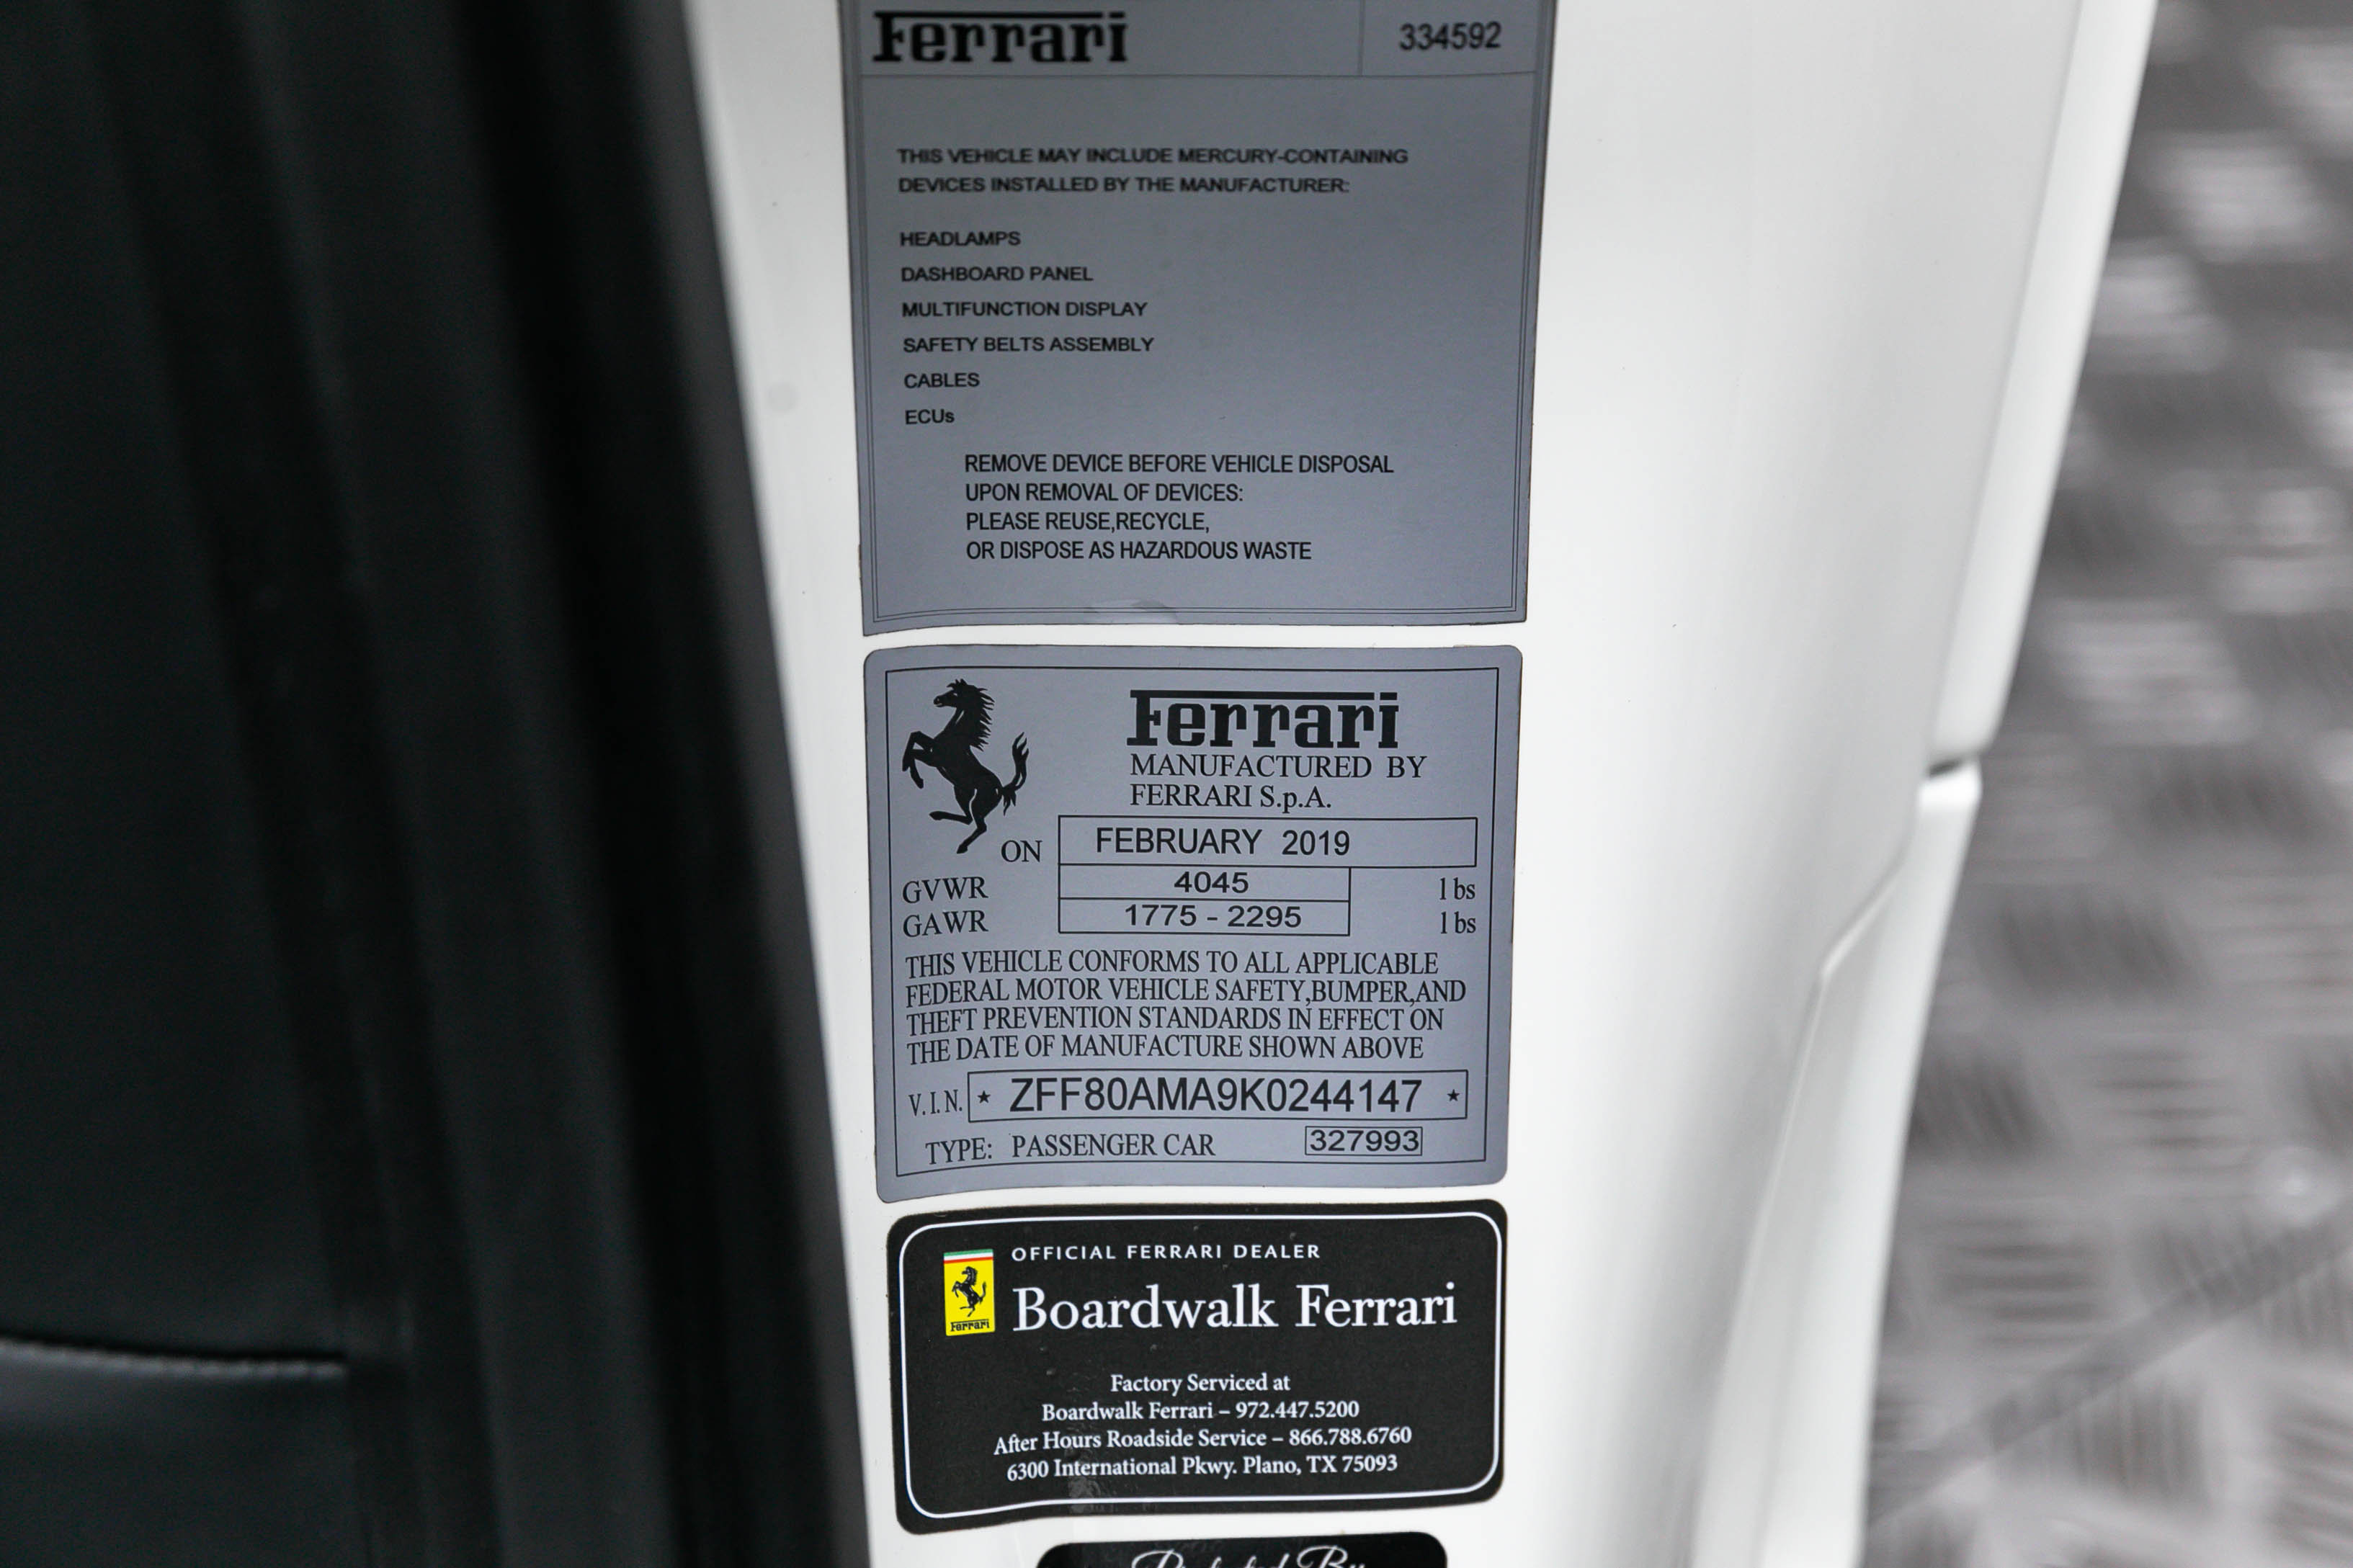 Ferrari 334592
THIS VEHICLE MAY INCLUDE MERCURY-CONTAINING
DEVICES INSTALLED BY THE MANUFACTURER:
HEADLAMPS
DASHBOARD PANEL
MULTIFUNCTION DISPLAY
SAFETY BELTS ASSEMBLY
CABLES
ECUs
REMOVE DEVICE BEFORE VEHICLE DISPOSAL
UPON REMOVAL OF DEVICES:
PLEASE REUSE,RECYCLE,
OR DISPOSE AS HAZARDOUS WASTE
Ferrari
MANUFACTURED BY
FERRARI S.p.A.
ON FEBRUARY 2019
GVWR 4045 lbs
GAWR 1775 - 2295 lbs
THIS VEHICLE CONFORMS TO ALL APPLICABLE
FEDERAL MOTOR VEHICLE SAFETY,BUMPER,AND
THEFT PREVENTION STANDARDS IN EFFECT ON
THE DATE OF MANUFACTURE SHOWN ABOVE
V.I.N. ★ ZFF80AMA9K0244147 ★
TYPE: PASSENGER CAR 327993
OFFICIAL FERRARI DEALER
Ferrari
Boardwalk Ferrari
Factory Serviced at
Boardwalk Ferrari – 972.447.5200
After Hours Roadside Service – 866.788.6760
6300 International Pkwy. Plano, TX 75093